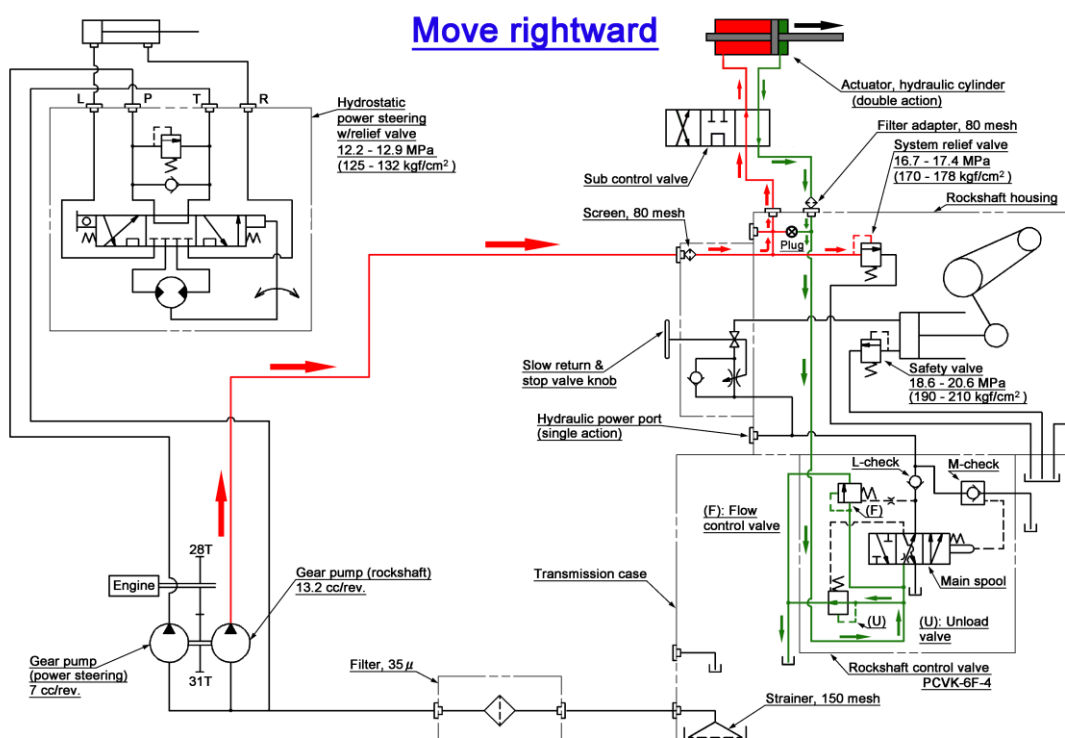 Move rightward
Actuator, hydraulic cylinder
(double action)
L
P
T
R
Hydrostatic
power steering
w/relief valve
12.2 - 12.9 MPa
(125 - 132 kgf/cm²)
Filter adapter, 80 mesh
System relief valve
16.7 - 17.4 MPa
(170 - 178 kgf/cm²)
Sub control valve
Rockshaft housing
Screen, 80 mesh
Plug
Slow return &
stop valve knob
Safety valve
18.6 - 20.6 MPa
(190 - 210 kgf/cm²)
Hydraulic power port
(single action)
L-check
M-check
(F): Flow
control valve
(F)
Main spool
Transmission case
28T
Engine
Gear pump (rockshaft)
13.2 cc/rev.
(U)
(U): Unload
valve
Gear pump
(power steering)
7 cc/rev.
31T
Filter, 35μ
Rockshaft control valve
PCVK-6F-4
Strainer, 150 mesh